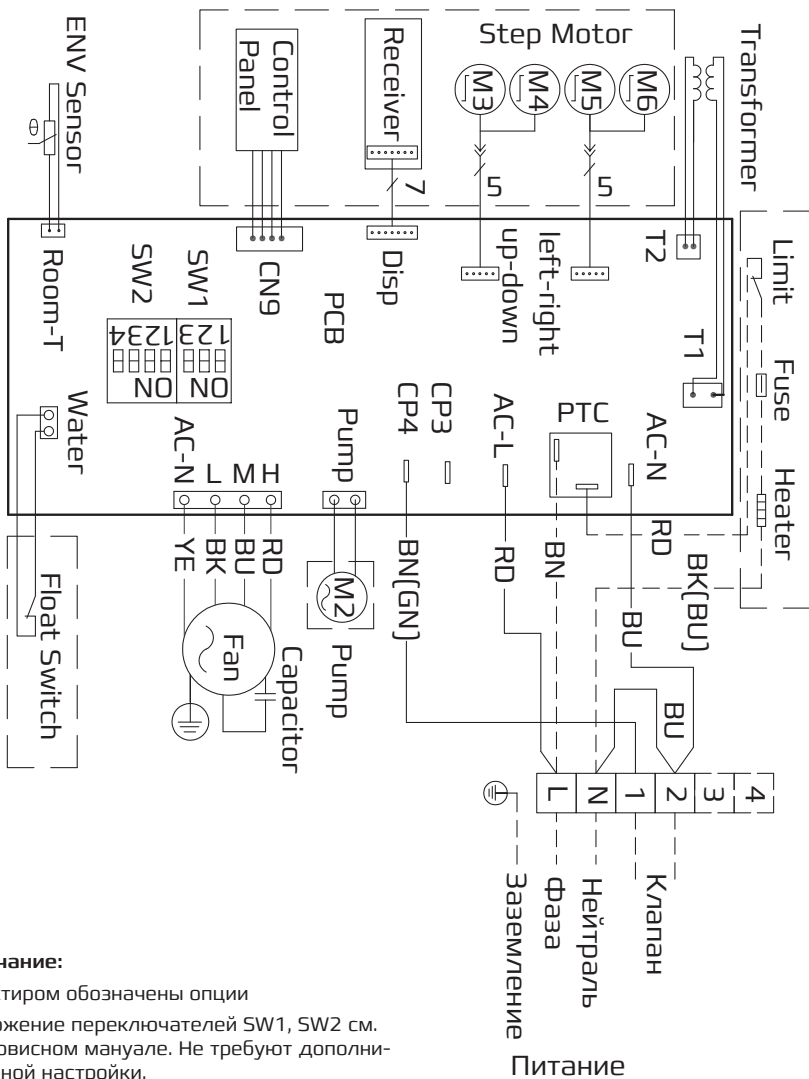 Step Motor
M3
M4
M5
M6
Transformer
Receiver
Control
Panel
ENV Sensor
θ
7
5
5
Limit
Fuse
Heater
Room-T
SW2
SW1
CN9
Disp
PCB
up-down
left-right
T2
T1
1234
ON
123
ON
Water
AC-N
L
M
H
Pump
CP4
CP3
AC-L
PTC
AC-N
YE
BK
BU
RD
BN(GN)
RD
BN
RD
BK(BU)
BU
BU
Float Switch
Fan
Capacitor
M2
Pump
L
N
1
2
3
4
Заземление
Фаза
Нейтраль
Клапан
Питание
чание:
стиром обозначены опции
ожение переключателей SW1, SW2 см.
рвисном мануале. Не требуют дополни-
ной настройки.